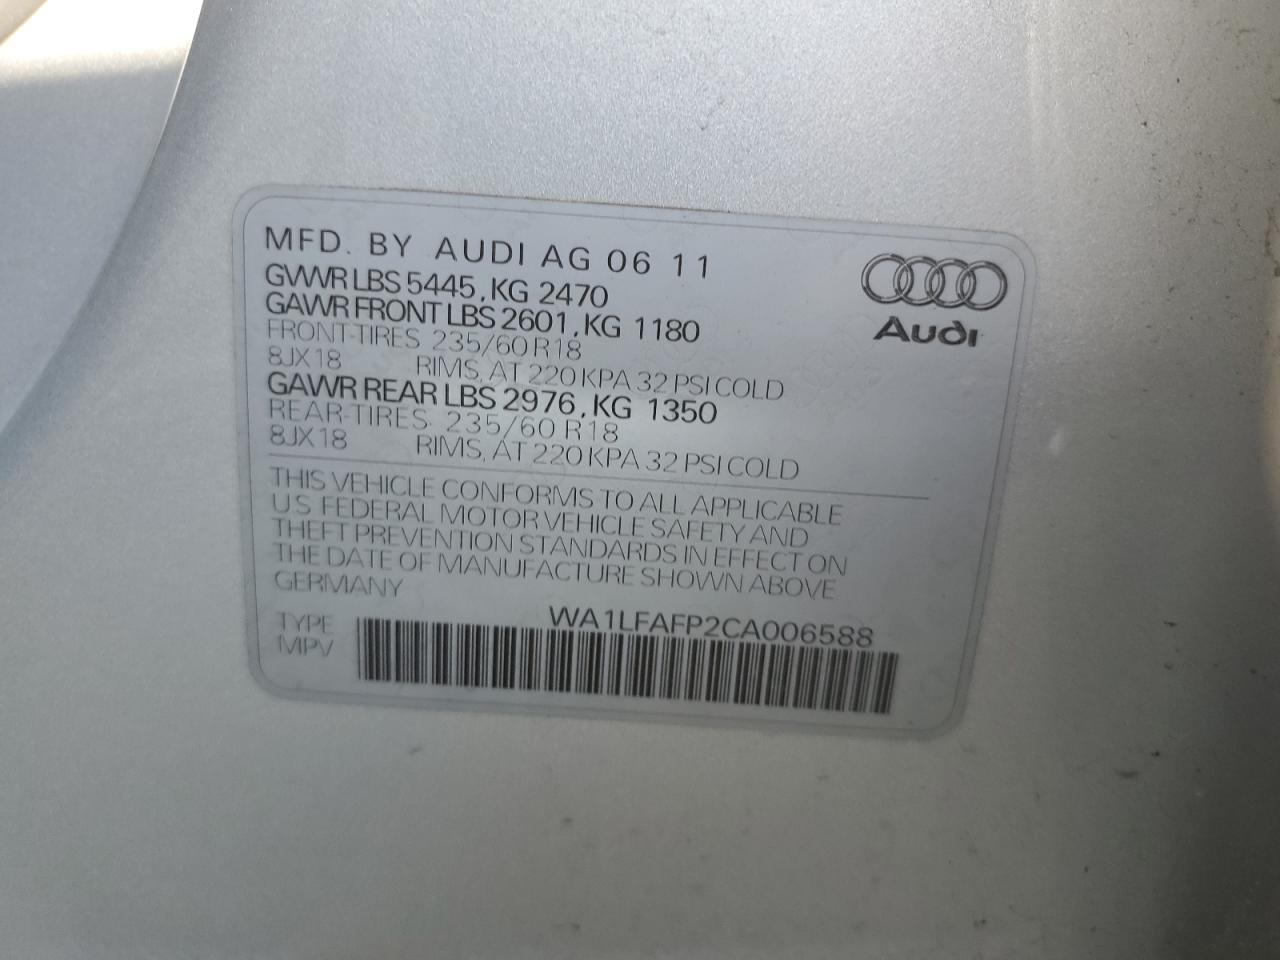 MFD. BY AUDI AG 06 11
GVWR LBS 5445, KG 2470
GAWR FRONT LBS 2601, KG 1180
FRONT-TIRES 235/60 R18
8JX18 RIMS, AT 220 KPA 32 PSI COLD
GAWR REAR LBS 2976, KG 1350
REAR-TIRES 235/60 R18
8JX18 RIMS, AT 220 KPA 32 PSI COLD
Audi
THIS VEHICLE CONFORMS TO ALL APPLICABLE
U.S. FEDERAL MOTOR VEHICLE SAFETY AND
THEFT PREVENTION STANDARDS IN EFFECT ON
THE DATE OF MANUFACTURE SHOWN ABOVE
GERMANY
WA1LFAFP2CA006588
TYPE
MPV